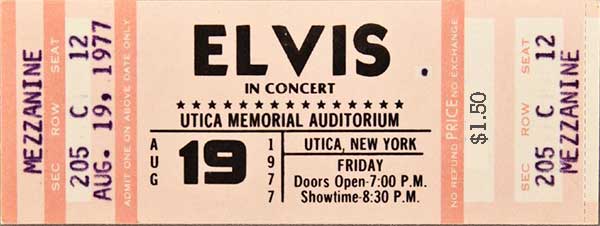 MEZZANINE
SEC ROW SEAT
205 C 12
AUG. 19, 1977
ADMIT ONE ON ABOVE DATE ONLY
ELVIS
IN CONCERT
UTICA MEMORIAL AUDITORIUM
AUG
19
1977
UTICA, NEW YORK
FRIDAY
Doors Open-7:00 P.M.
Showtime-8:30 P.M.
NO REFUND PRICE NO EXCHANGE
$1.50
SEC ROW SEAT
205 C 12
MEZZANINE